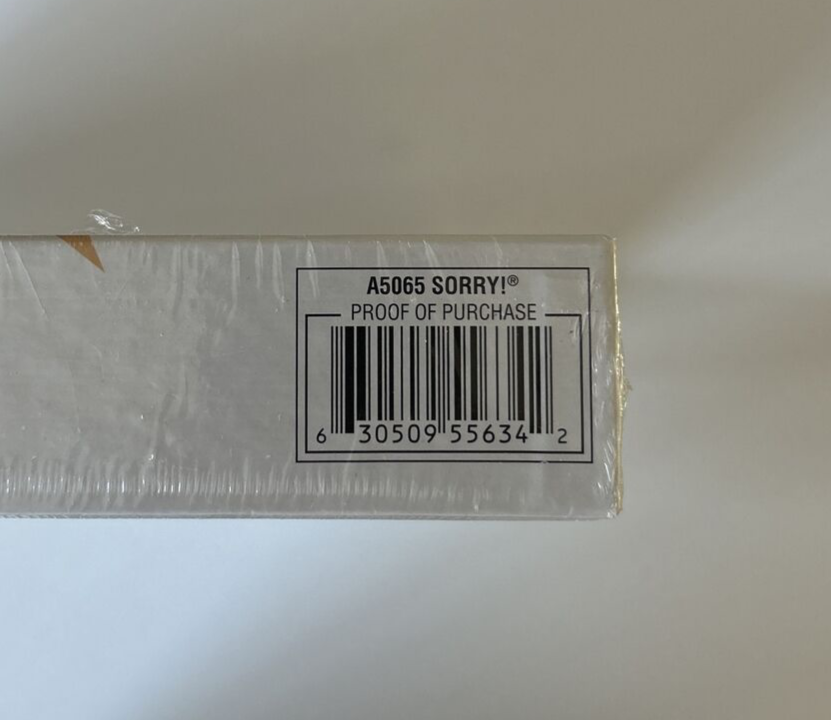 A5065 SORRY!®
PROOF OF PURCHASE
6 30509 55634 2